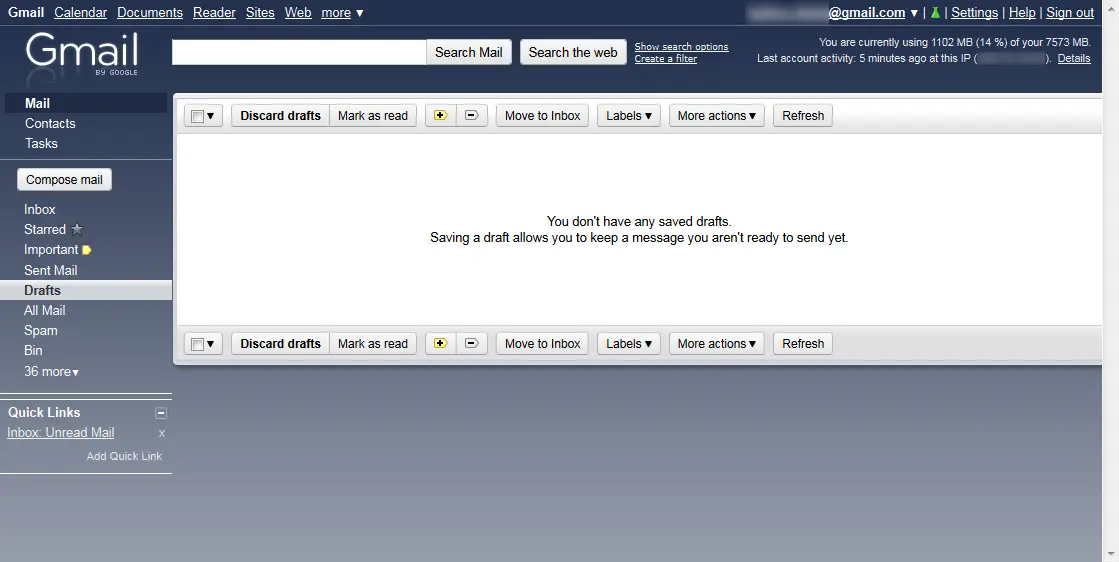 Gmail Calendar Documents Reader Sites Web more ▼
@gmail.com ▼ | | Settings | Help | Sign out
Gmail
BY GOOGLE
Search Mail Search the web
Show search options
Create a filter
You are currently using 1102 MB (14 %) of your 7573 MB.
Last account activity: 5 minutes ago at this IP ( ). Details
Mail
Contacts
Tasks
Compose mail
Inbox
Starred
Important
Sent Mail
Drafts
All Mail
Spam
Bin
36 more▼
Quick Links
Inbox: Unread Mail x
Add Quick Link
▼ Discard drafts Mark as read + − Move to Inbox Labels ▼ More actions ▼ Refresh
You don't have any saved drafts.
Saving a draft allows you to keep a message you aren't ready to send yet.
▼ Discard drafts Mark as read + − Move to Inbox Labels ▼ More actions ▼ Refresh